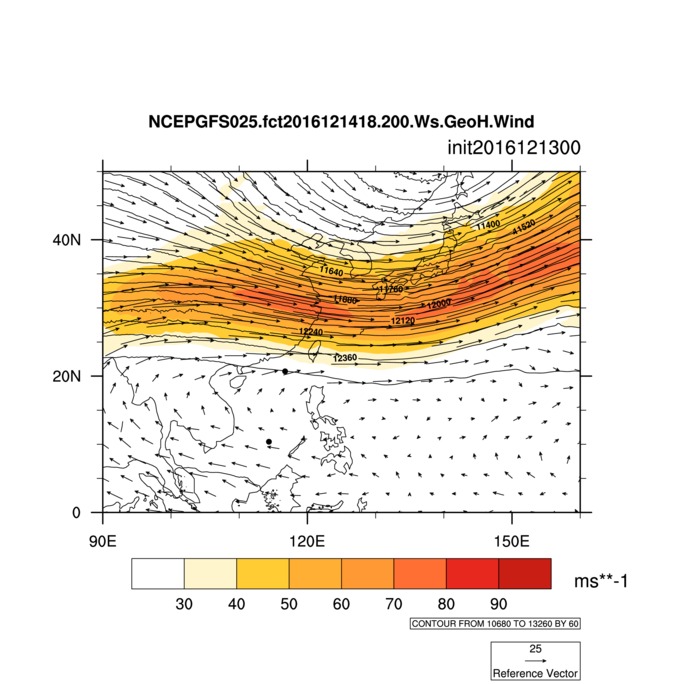 NCEPGFS025.fct2016121418.200.Ws.GeoH.Wind
init2016121300
40N
20N
0
11400
41520
11640
11760
11880
12000
12120
12240
12360
90E 120E 150E
ms**-1
30 40 50 60 70 80 90
CONTOUR FROM 10680 TO 13260 BY 60
25
Reference Vector